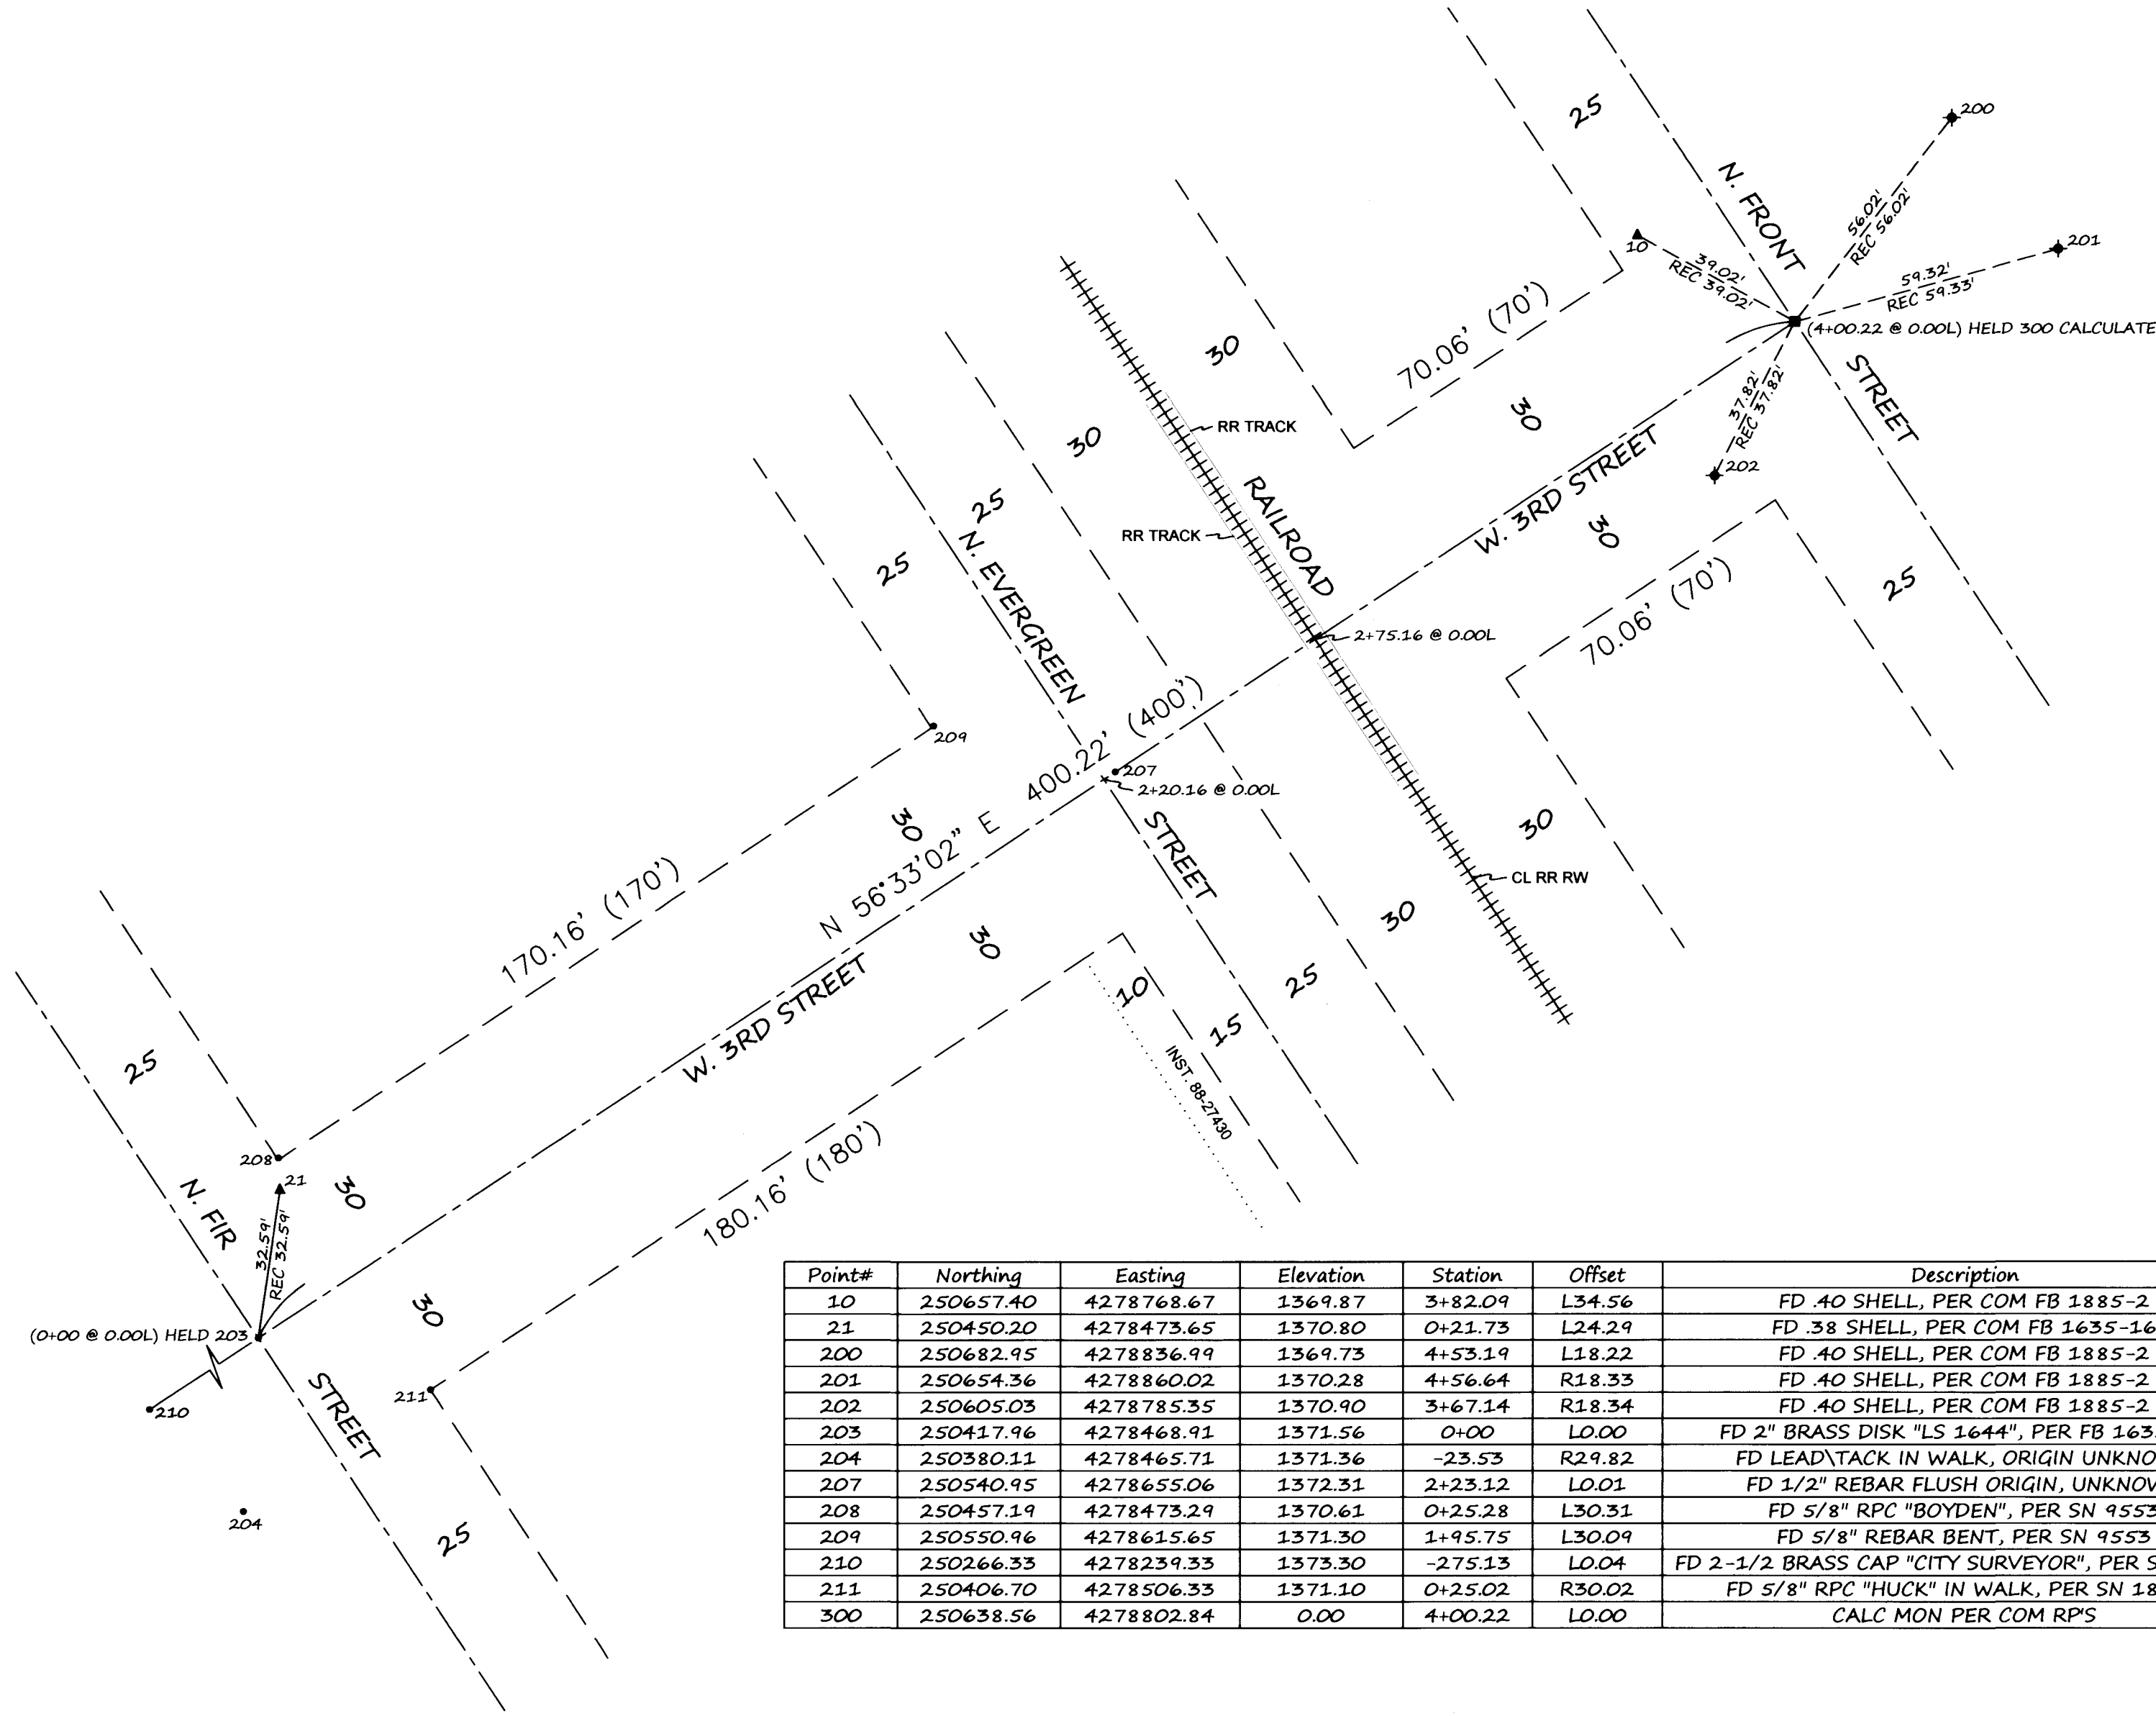 25
200
N. FRONT
56.02'
REC 56.02'
10
39.02'
REC 39.02'
201
59.32'
REC 59.33'
(4+00.22 @ 0.00L) HELD 300 CALCULATE
30
70.06' (70')
30
STREET
37.82'
REC 37.82'
202
RR TRACK
30
25
RAILROAD
W. 3RD STREET
30
RR TRACK
25
N. EVERGREEN
25
2+75.16 @ 0.00L
70.06' (70')
209
400.22' (400')
207
2+20.16 @ 0.00L
30
N 56°33'02" E
STREET
30
CL RR RW
170.16' (170')
30
30
W. 3RD STREET
10
25
15
INST. 88-27430
25
180.16' (180')
208
21
N. FIR
30
32.59'
REC 32.59'
30
(0+00 @ 0.00L) HELD 203
211
210
STREET
204
25
Point# Northing Easting Elevation Station Offset Description
10 250657.40 4278768.67 1369.87 3+82.09 L34.56 FD .40 SHELL, PER COM FB 1885-2
21 250450.20 4278473.65 1370.80 0+21.73 L24.29 FD .38 SHELL, PER COM FB 1635-16
200 250682.95 4278836.99 1369.73 4+53.19 L18.22 FD .40 SHELL, PER COM FB 1885-2
201 250654.36 4278860.02 1370.28 4+56.64 R18.33 FD .40 SHELL, PER COM FB 1885-2
202 250605.03 4278785.35 1370.90 3+67.14 R18.34 FD .40 SHELL, PER COM FB 1885-2
203 250417.96 4278468.91 1371.56 0+00 L0.00 FD 2" BRASS DISK "LS 1644", PER FB 163
204 250380.11 4278465.71 1371.36 -23.53 R29.82 FD LEAD\TACK IN WALK, ORIGIN UNKNO
207 250540.95 4278655.06 1372.31 2+23.12 L0.01 FD 1/2" REBAR FLUSH ORIGIN, UNKNOV
208 250457.19 4278473.29 1370.61 0+25.28 L30.31 FD 5/8" RPC "BOYDEN", PER SN 9553
209 250550.96 4278615.65 1371.30 1+95.75 L30.09 FD 5/8" REBAR BENT, PER SN 9553
210 250266.33 4278239.33 1373.30 -275.13 L0.04 FD 2-1/2 BRASS CAP "CITY SURVEYOR", PER S
211 250406.70 4278506.33 1371.10 0+25.02 R30.02 FD 5/8" RPC "HUCK" IN WALK, PER SN 18
300 250638.56 4278802.84 0.00 4+00.22 L0.00 CALC MON PER COM RP'S